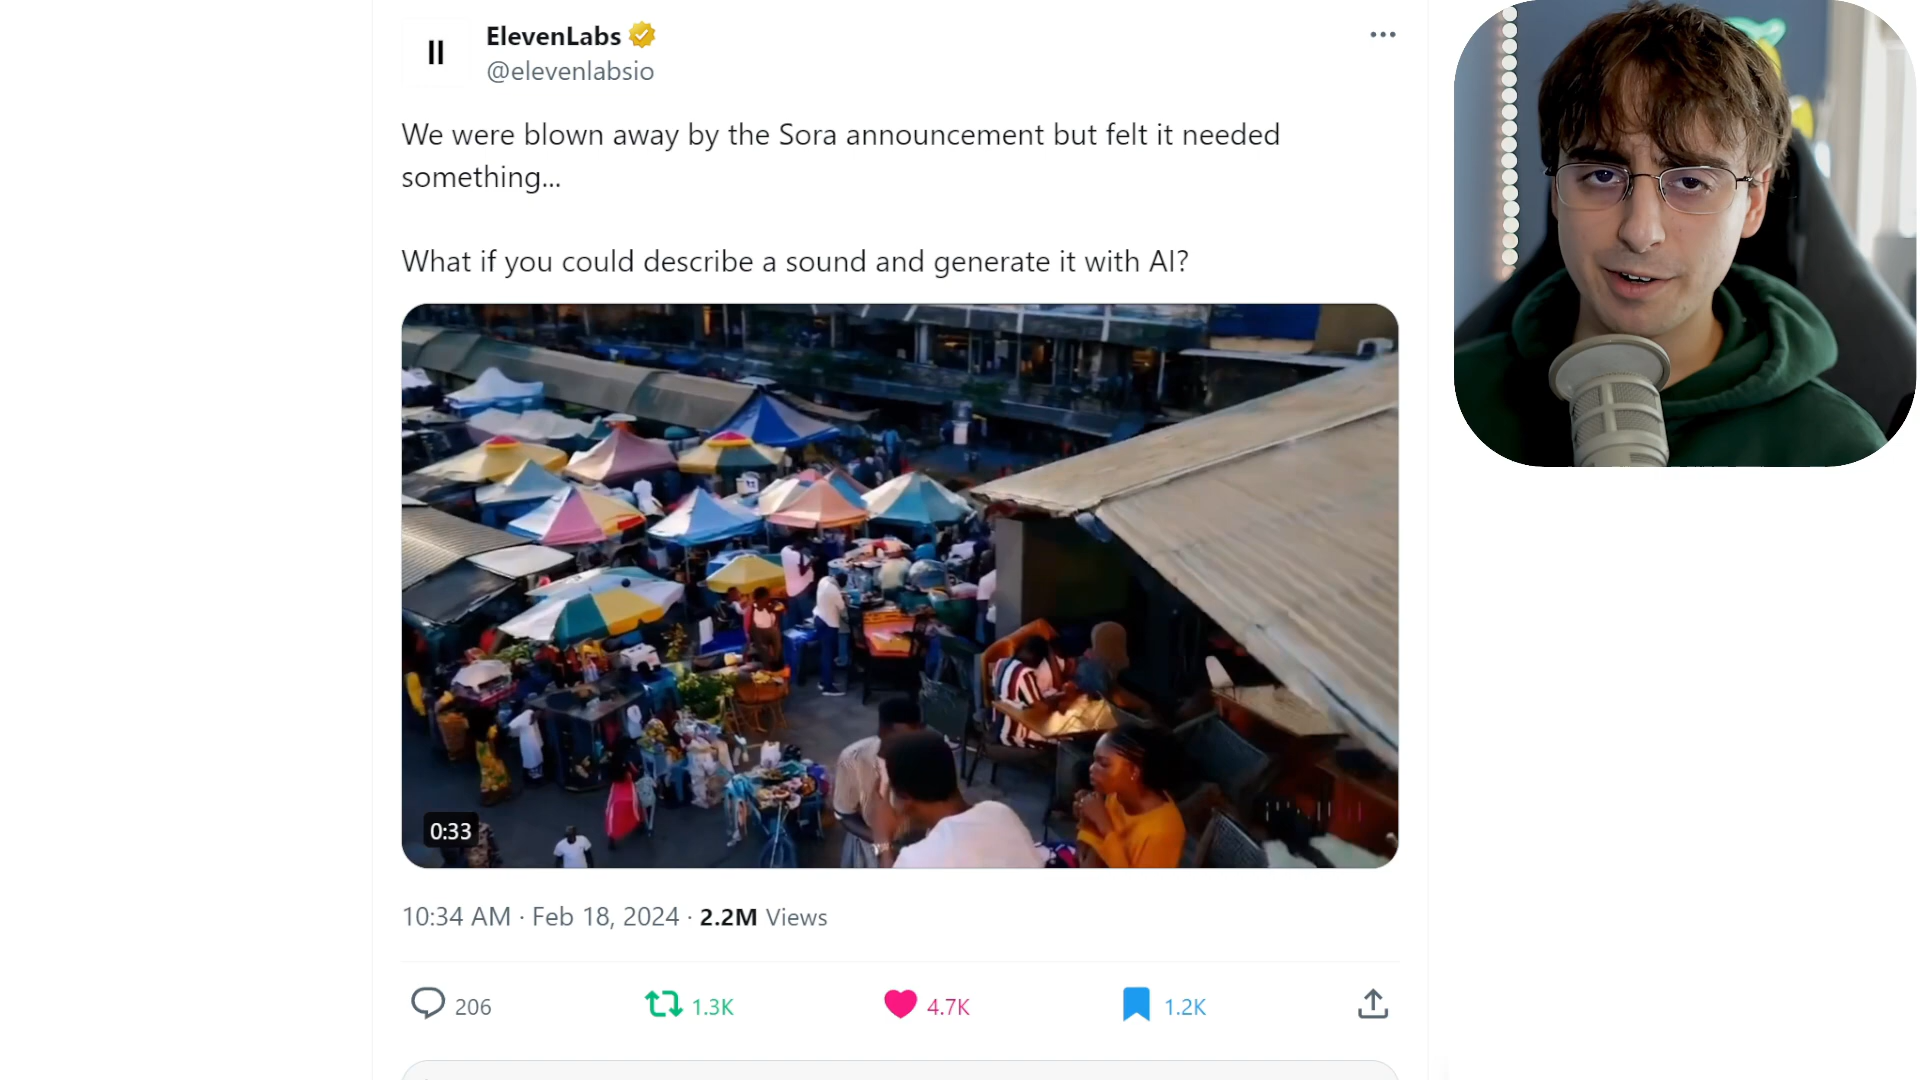 ElevenLabs
@elevenlabsio
We were blown away by the Sora announcement but felt it needed
something...
What if you could describe a sound and generate it with AI?
0:33
10:34 AM · Feb 18, 2024 · 2.2M Views
206 1.3K 4.7K 1.2K